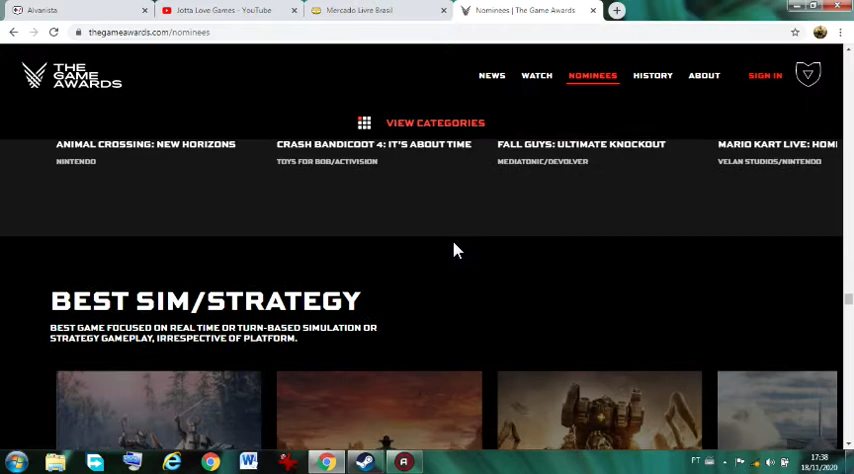 Alvanista
Jotta Love Games - YouTube
Mercado Livre Brasil
Nominees | The Game Awards
thegameawards.com/nominees
THE
GAME
AWARDS
NEWS
WATCH
NOMINEES
HISTORY
ABOUT
SIGN IN
VIEW CATEGORIES
ANIMAL CROSSING: NEW HORIZONS
NINTENDO
CRASH BANDICOOT 4: IT'S ABOUT TIME
TOYS FOR BOB/ACTIVISION
FALL GUYS: ULTIMATE KNOCKOUT
MEDIATONIC/DEVOLVER
MARIO KART LIVE: HOM
VELAN STUDIOS/NINTENDO
BEST SIM/STRATEGY
BEST GAME FOCUSED ON REAL TIME OR TURN-BASED SIMULATION OR
STRATEGY GAMEPLAY, IRRESPECTIVE OF PLATFORM.
PT
17:38
18/11/2020